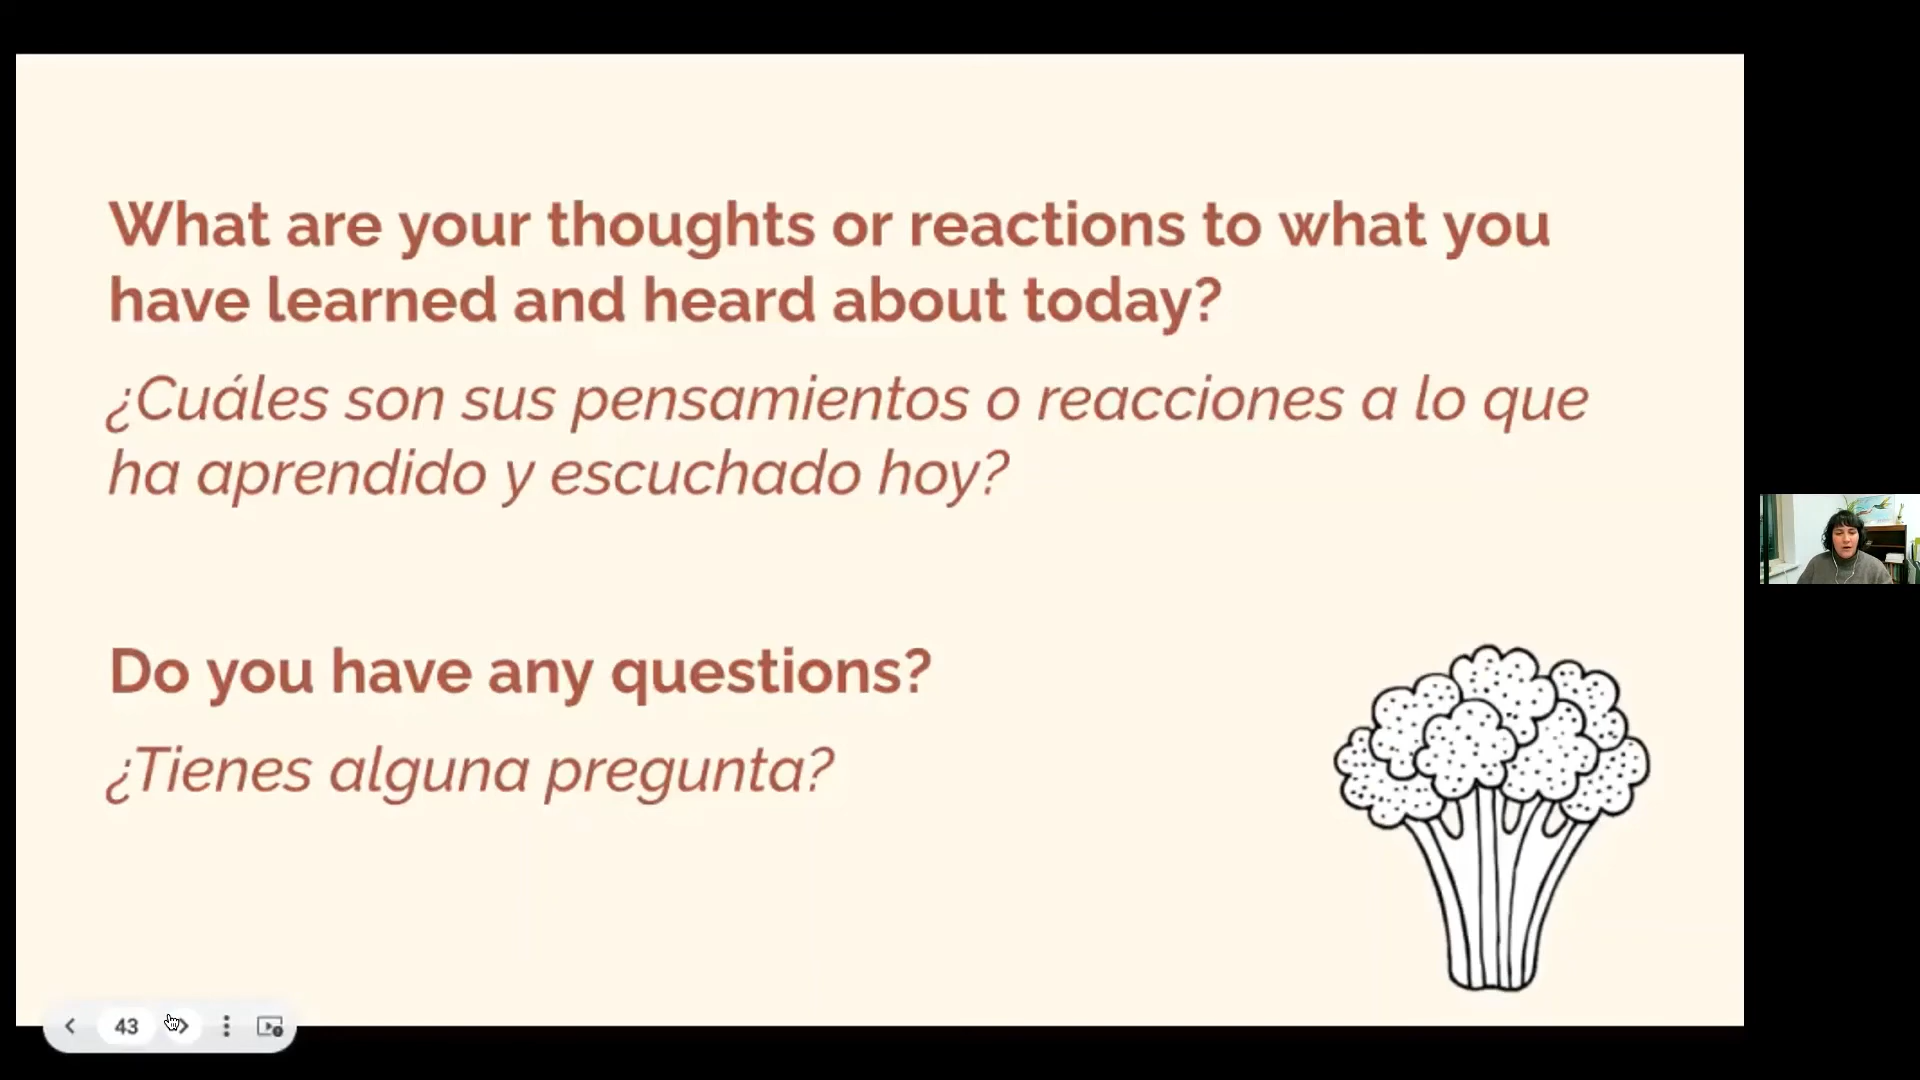 What are your thoughts or reactions to what you
have learned and heard about today?
¿Cuáles son sus pensamientos o reacciones a lo que
ha aprendido y escuchado hoy?
Do you have any questions?
¿Tienes alguna pregunta?
43